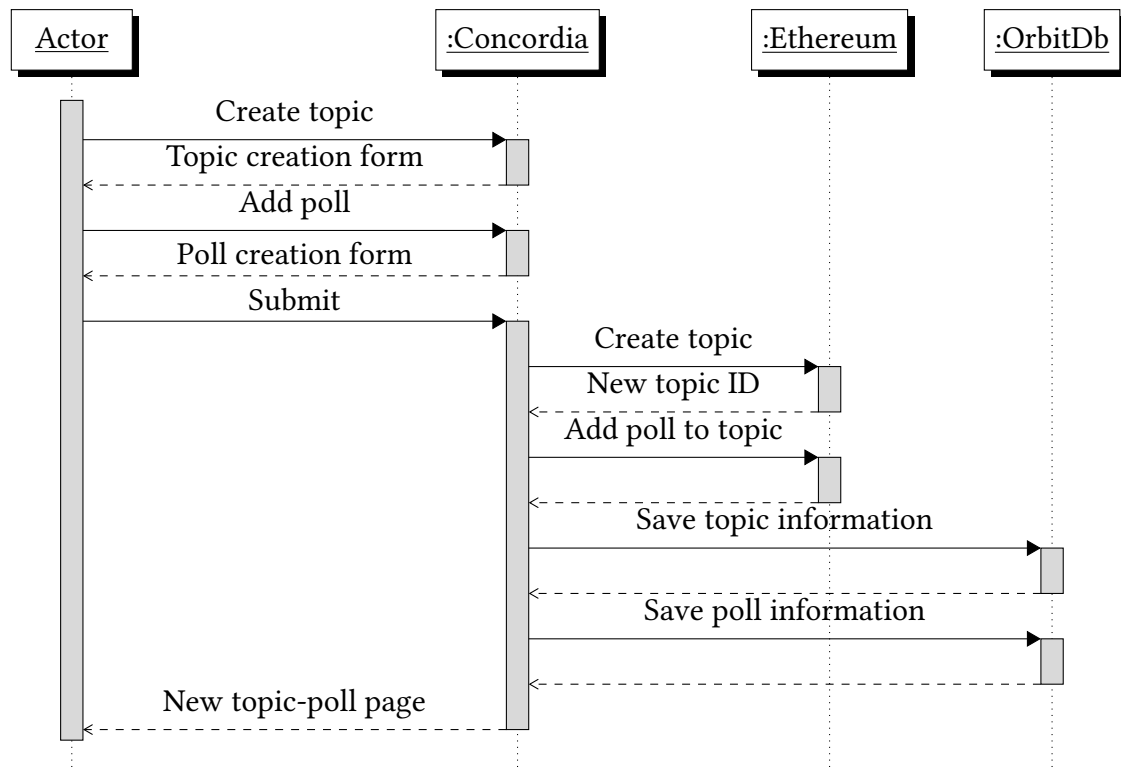 Actor
:Concordia
:Ethereum
:OrbitDb
Create topic
Topic creation form
Add poll
Poll creation form
Submit
Create topic
New topic ID
Add poll to topic
Save topic information
Save poll information
New topic-poll page